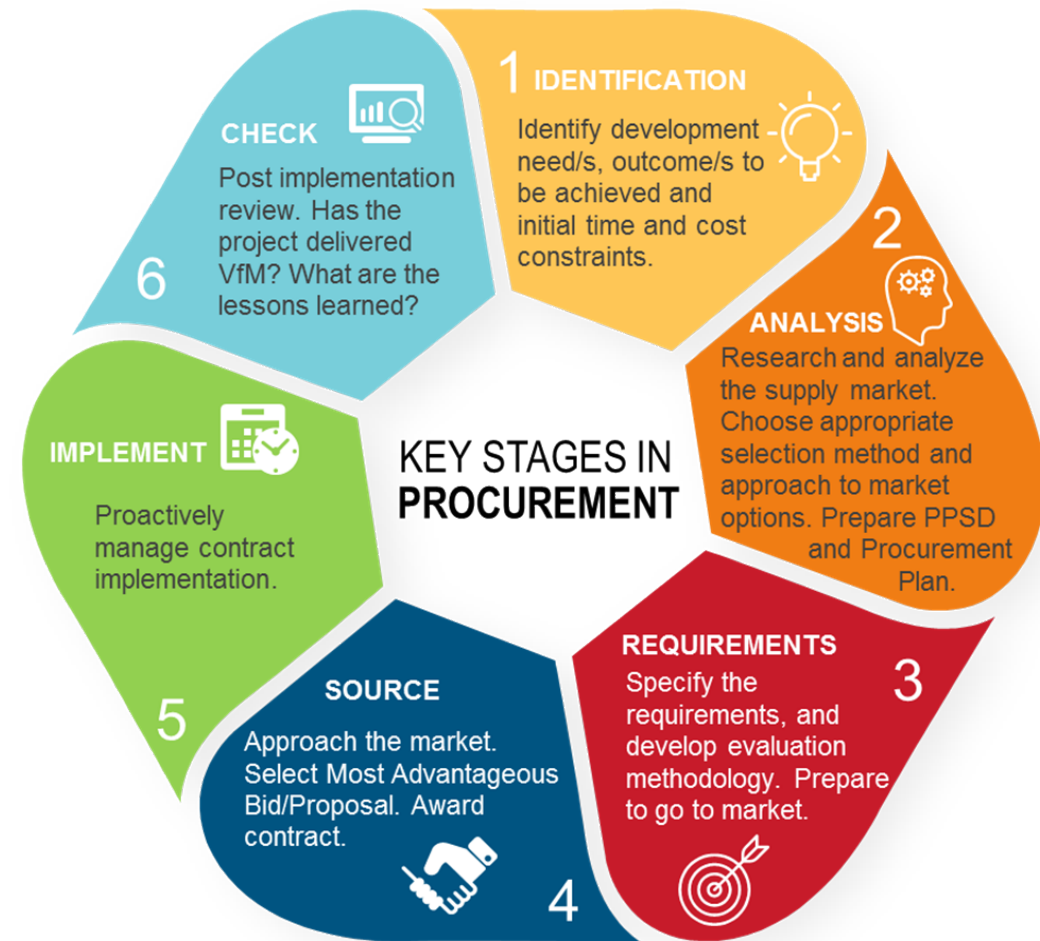 KEY STAGES IN
PROCUREMENT
1
IDENTIFICATION
Identify development
need/s, outcome/s to
be achieved and
initial time and cost
constraints.
2
ANALYSIS
Research and analyze
the supply market.
Choose appropriate
selection method and
approach to market
options. Prepare PPSD
and Procurement
Plan.
3
REQUIREMENTS
Specify the
requirements, and
develop evaluation
methodology. Prepare
to go to market.
4
SOURCE
Approach the market.
Select Most Advantageous
Bid/Proposal. Award
contract.
5
IMPLEMENT
Proactively
manage contract
implementation.
6
CHECK
Post implementation
review. Has the
project delivered
VfM? What are the
lessons learned?